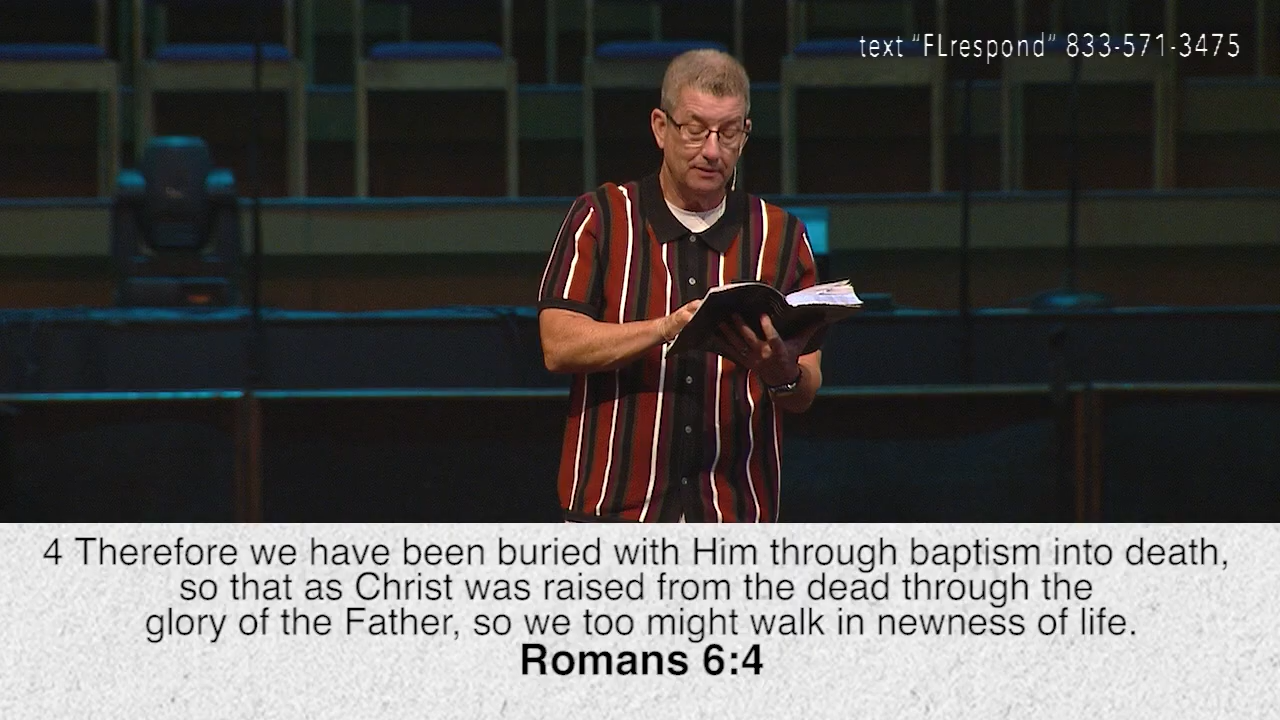 text “FLrespond“ 833-571-3475
4 Therefore we have been buried with Him through baptism into death,
so that as Christ was raised from the dead through the
glory of the Father, so we too might walk in newness of life.
Romans 6:4